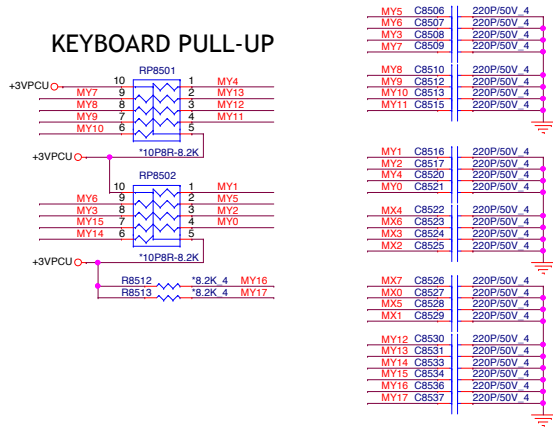 KEYBOARD PULL-UP
RP8501
+3VPCU 10 1 MY4
MY7 9 2 MY13
MY8 8 3 MY12
MY9 7 4 MY11
MY10 6 5
+3VPCU *10P8R-8.2K
RP8502
10 1 MY1
MY6 9 2 MY5
MY3 8 3 MY2
MY15 7 4 MY0
MY14 6 5
+3VPCU *10P8R-8.2K
R8512 *8.2K_4 MY16
R8513 *8.2K_4 MY17
MY5 C8506 220P/50V_4
MY6 C8507 220P/50V_4
MY3 C8508 220P/50V_4
MY7 C8509 220P/50V_4
MY8 C8510 220P/50V_4
MY9 C8512 220P/50V_4
MY10 C8513 220P/50V_4
MY11 C8515 220P/50V_4
MY1 C8516 220P/50V_4
MY2 C8517 220P/50V_4
MY4 C8520 220P/50V_4
MY0 C8521 220P/50V_4
MX4 C8522 220P/50V_4
MX6 C8523 220P/50V_4
MX3 C8524 220P/50V_4
MX2 C8525 220P/50V_4
MX7 C8526 220P/50V_4
MX0 C8527 220P/50V_4
MX5 C8528 220P/50V_4
MX1 C8529 220P/50V_4
MY12 C8530 220P/50V_4
MY13 C8531 220P/50V_4
MY14 C8533 220P/50V_4
MY15 C8534 220P/50V_4
MY16 C8536 220P/50V_4
MY17 C8537 220P/50V_4